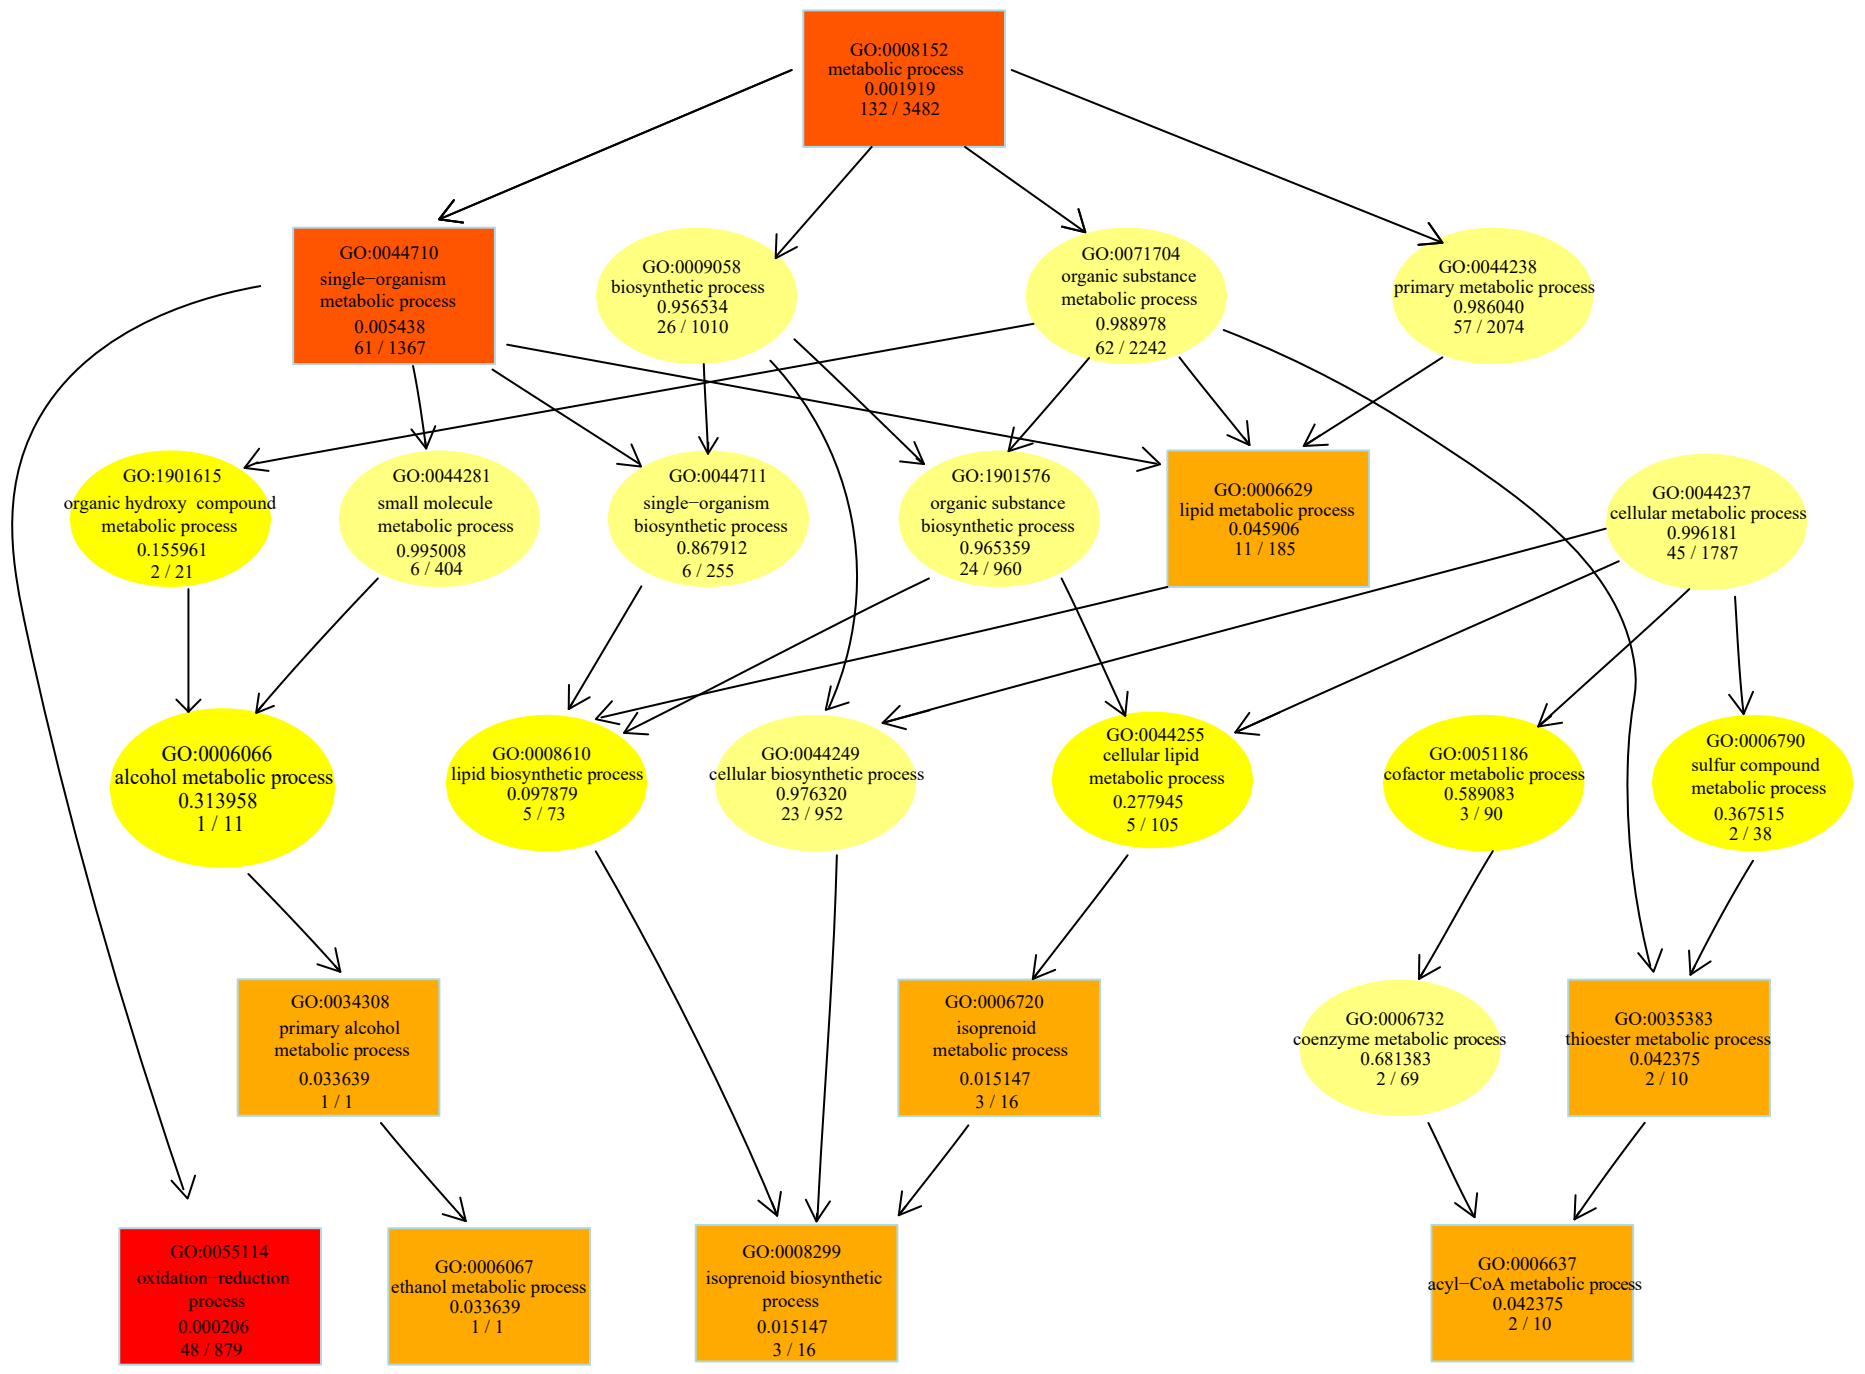 GO:0008152
metabolic process
0.001919
132 / 3482
GO:0044710
single−organism
metabolic process
0.005438
61 / 1367
GO:0009058
biosynthetic process
0.956534
26 / 1010
GO:0071704
organic substance
metabolic process
0.988978
62 / 2242
GO:0044238
primary metabolic process
0.986040
57 / 2074
GO:1901615
organic hydroxy compound
metabolic process
0.155961
2 / 21
GO:0044281
small molecule
metabolic process
0.995008
6 / 404
GO:0044711
single−organism
biosynthetic process
0.867912
6 / 255
GO:1901576
organic substance
biosynthetic process
0.965359
24 / 960
GO:0006629
lipid metabolic process
0.045906
11 / 185
GO:0044237
cellular metabolic process
0.996181
45 / 1787
GO:0006066
alcohol metabolic process
0.313958
1 / 11
GO:0008610
lipid biosynthetic process
0.097879
5 / 73
GO:0044249
cellular biosynthetic process
0.976320
23 / 952
GO:0044255
cellular lipid
metabolic process
0.277945
5 / 105
GO:0051186
cofactor metabolic process
0.589083
3 / 90
GO:0006790
sulfur compound
metabolic process
0.367515
2 / 38
GO:0034308
primary alcohol
metabolic process
0.033639
1 / 1
GO:0006720
isoprenoid
metabolic process
0.015147
3 / 16
GO:0006732
coenzyme metabolic process
0.681383
2 / 69
GO:0035383
thioester metabolic process
0.042375
2 / 10
GO:0055114
oxidation−reduction
process
0.000206
48 / 879
GO:0006067
ethanol metabolic process
0.033639
1 / 1
GO:0008299
isoprenoid biosynthetic
process
0.015147
3 / 16
GO:0006637
acyl−CoA metabolic process
0.042375
2 / 10